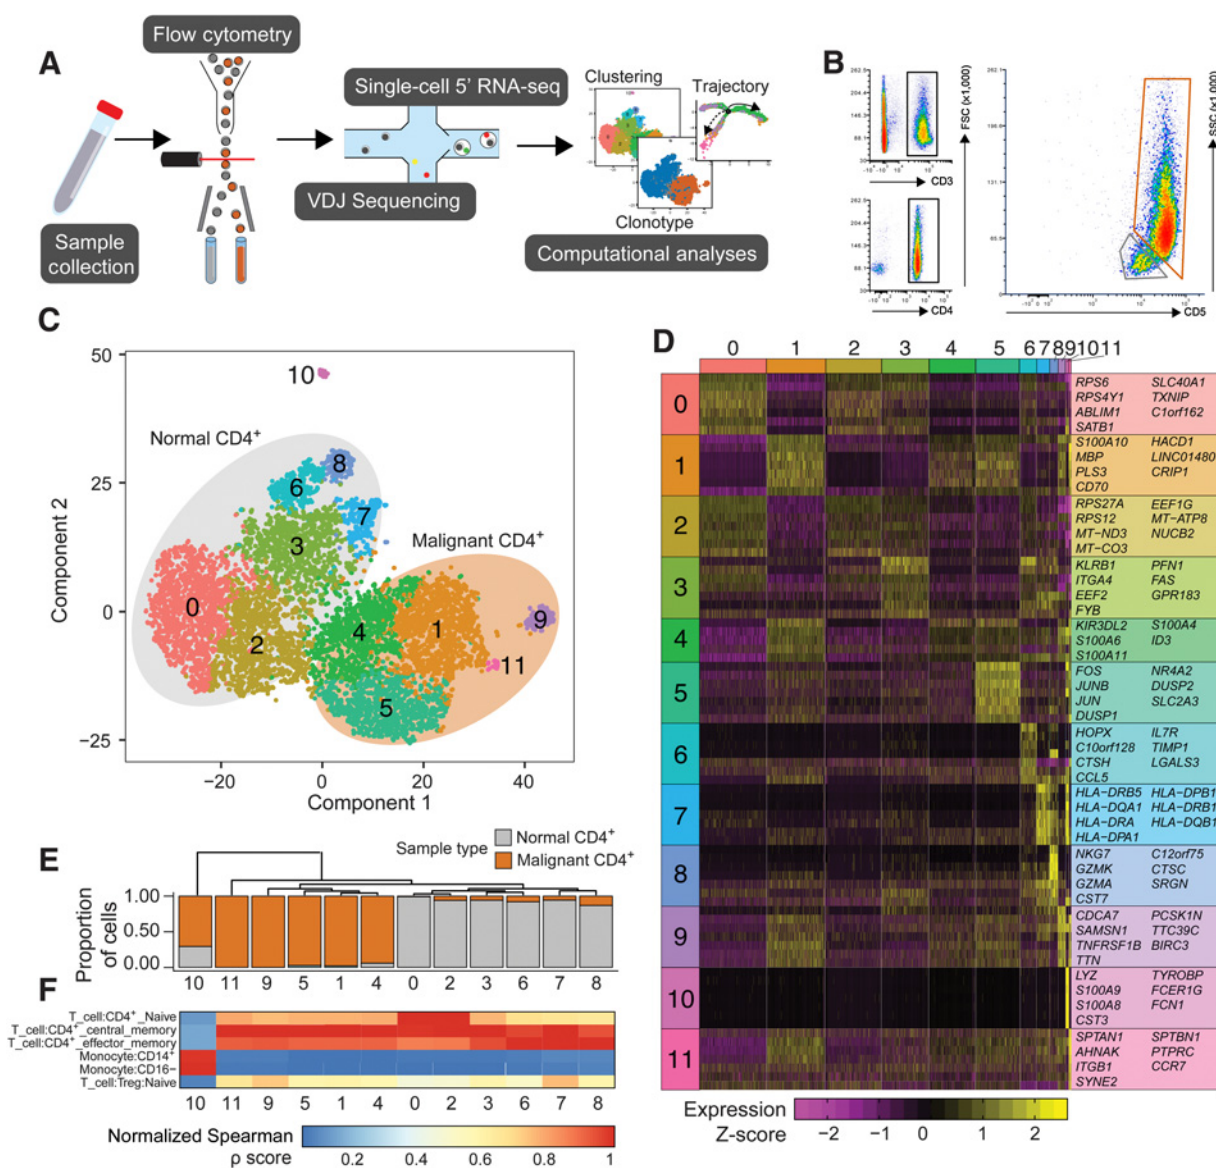 A
Flow cytometry
Single-cell 5' RNA-seq
VDJ Sequencing
Sample
collection
Clustering
Trajectory
Clonotype
Computational analyses
B
FSC (x1,000)
CD3
CD4
SSC (x1,000)
CD5
C
50
25
0
−25
−20
0
20
40
Component 2
Component 1
Normal CD4+
Malignant CD4+
10
8
6
7
3
0
2
4
1
9
11
5
D
0 1 2 3 4 5 6 7 8 9 10 11
0
RPS6 SLC40A1
RPS4Y1 TXNIP
ABLIM1 C1orf162
SATB1
1
S100A10 HACD1
MBP LINC01480
PLS3 CRIP1
CD70
2
RPS27A EEF1G
RPS12 MT−ATP8
MT−ND3 NUCB2
MT−CO3
3
KLRB1 PFN1
ITGA4 FAS
EEF2 GPR183
FYB
4
KIR3DL2 S100A4
S100A6 ID3
S100A11
5
FOS NR4A2
JUNB DUSP2
JUN SLC2A3
DUSP1
6
HOPX IL7R
C10orf128 TIMP1
CTSH LGALS3
CCL5
7
HLA−DRB5 HLA−DPB1
HLA−DQA1 HLA−DRB1
HLA−DRA HLA−DQB1
HLA−DPA1
8
NKG7 C12orf75
GZMK CTSC
GZMA SRGN
CST7
9
CDCA7 PCSK1N
SAMSN1 TTC39C
TNFRSF1B BIRC3
TTN
10
LYZ TYROBP
S100A9 FCER1G
S100A8 FCN1
CST3
11
SPTAN1 SPTBN1
AHNAK PTPRC
ITGB1 CCR7
SYNE2
Expression
Z-score
−2 −1 0 1 2
E
Sample type
Normal CD4+
Malignant CD4+
Proportion
of cells
1.00
0.50
0.00
10 11 9 5 1 4 0 2 3 6 7 8
F
T_cell:CD4+_Naive
T_cell:CD4+_central_memory
T_cell:CD4+_effector_memory
Monocyte:CD14+
Monocyte:CD16−
T_cell:Treg:Naive
10 11 9 5 1 4 0 2 3 6 7 8
Normalized Spearman
ρ score
0.2 0.4 0.6 0.8 1